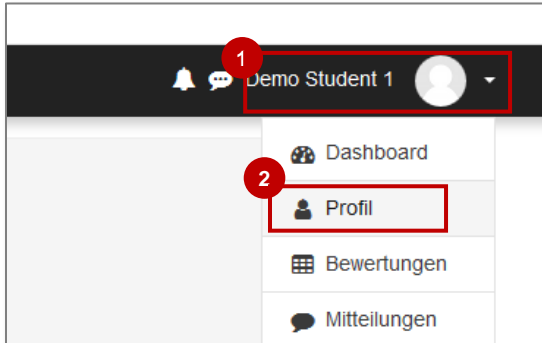 1
Demo Student 1
Dashboard
2
Profil
Bewertungen
Mitteilungen